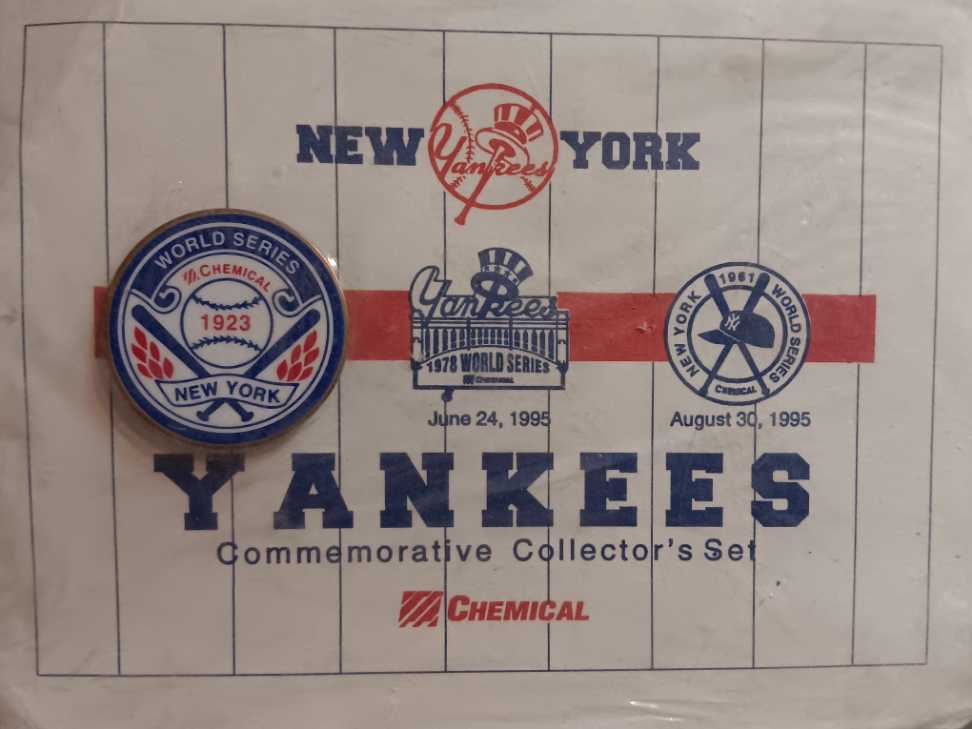 NEW Yankees YORK
WORLD SERIES
CHEMICAL
1923
NEW YORK
Yankees
1978 WORLD SERIES
CHEMICAL
June 24, 1995
1961
NEW YORK
NY
WORLD SERIES
CHEMICAL
August 30, 1995
YANKEES
Commemorative Collector's Set
CHEMICAL